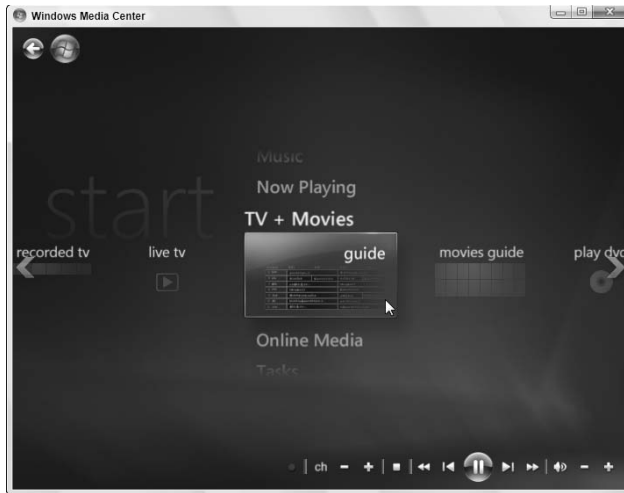 Windows Media Center
start
Music
Now Playing
TV + Movies
recorded tv
live tv
guide
movies guide
play dvd
Online Media
Tasks
ch